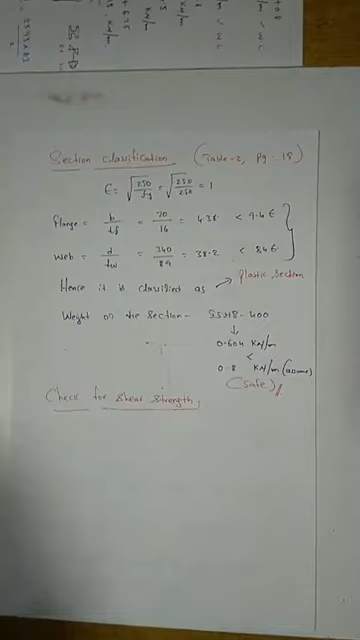 Section classification (Table-2, Pg: 18)
ϵ = √250/fy = √250/250 = 1
Flange = b/tf = 70/16 = 4.38 < 9.4ϵ
Web = d/tw = 340/8.9 = 38.2 < 84ϵ
Hence it is classified as → Plastic Section
Weight of the section -
↓
0.604 KN/m
<
0.8 KN/m (assume)
(Safe)
Check for Shear Strength,